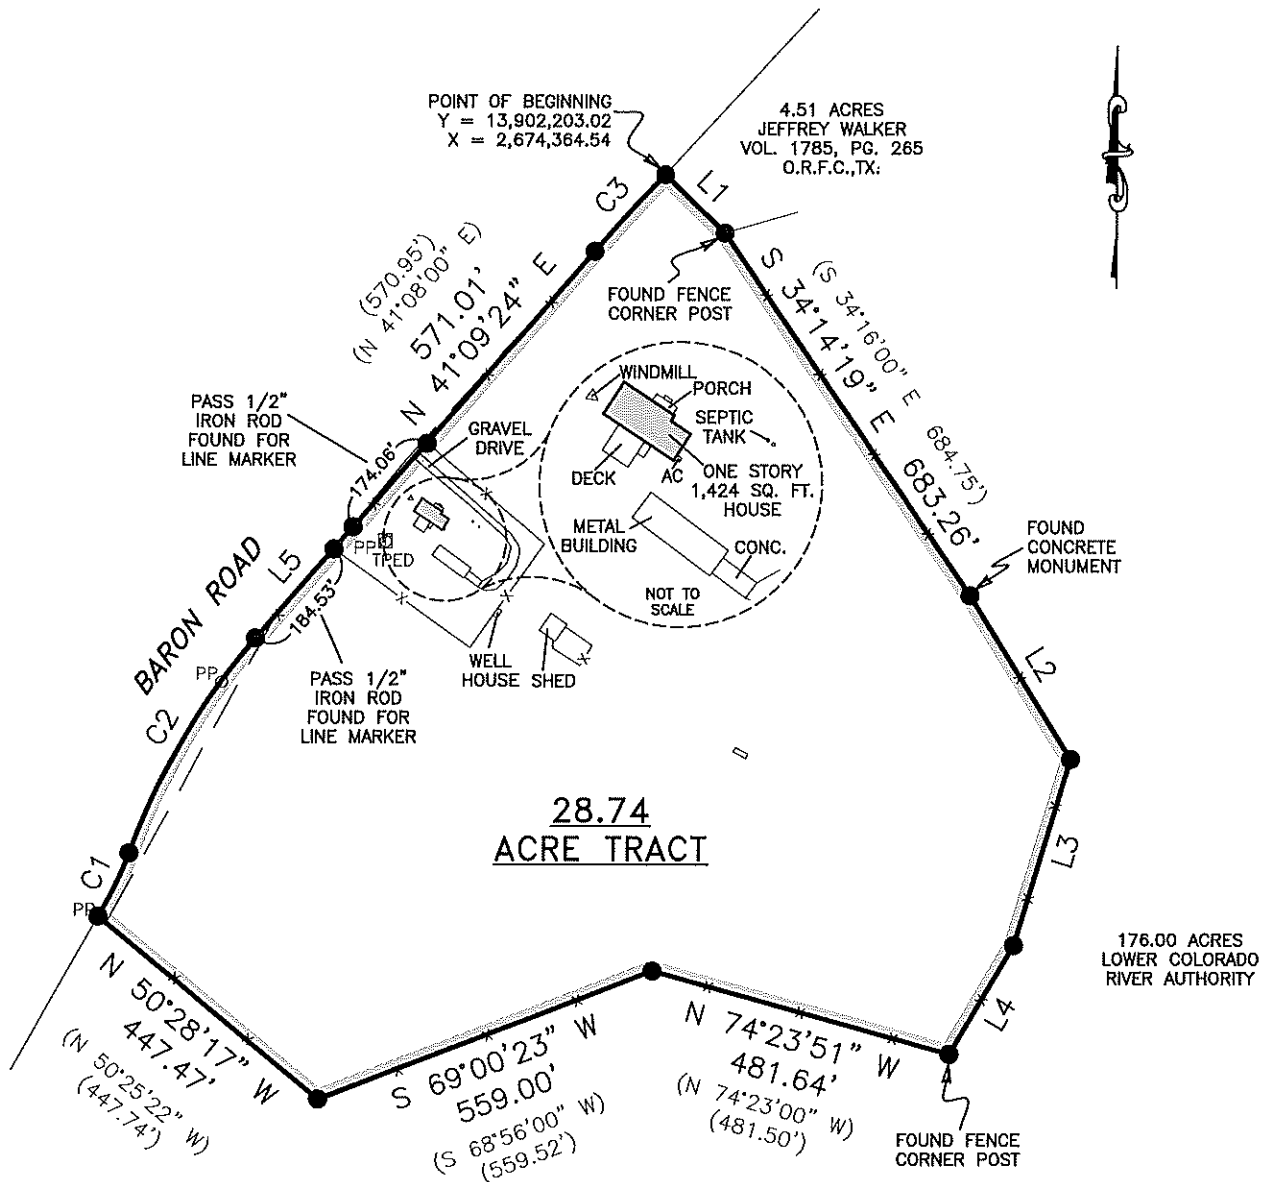 POINT OF BEGINNING
Y = 13,902,203.02
X = 2,674,364.54
4.51 ACRES
JEFFREY WALKER
VOL. 1785, PG. 265
O.R.F.C.,TX:
C3
L1
(570.95')
(N 41°08'00" E)
571.01'
N 41°09'24" E
FOUND FENCE
CORNER POST
S 34°14'19" E 683.26'
(S 34°16'00" E 684.75')
PASS 1/2"
IRON ROD
FOUND FOR
LINE MARKER
174.06'
GRAVEL
DRIVE
WINDMILL
PORCH
SEPTIC
TANK
DECK
AC
ONE STORY
1,424 SQ. FT.
HOUSE
METAL
BUILDING
CONC.
NOT TO
SCALE
FOUND
CONCRETE
MONUMENT
PP
TPED
BARON ROAD
L5
184.53'
WELL
HOUSE
SHED
PASS 1/2"
IRON ROD
FOUND FOR
LINE MARKER
PP
C2
L2
28.74
ACRE TRACT
C1
PP
L3
176.00 ACRES
LOWER COLORADO
RIVER AUTHORITY
L4
N 50°28'17" W
447.47'
(N 50°25'22" W)
(447.74')
S 69°00'23" W
559.00'
(S 68°56'00" W)
(559.52')
N 74°23'51" W
481.64'
(N 74°23'00" W)
(481.50')
FOUND FENCE
CORNER POST